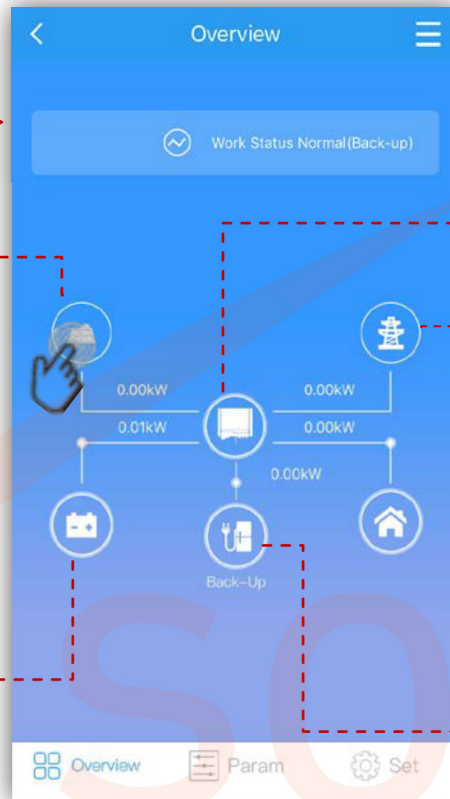 Overview
Work Status Normal(Back-up)
0.00kW
0.00kW
0.01kW
0.00kW
0.00kW
Back-Up
SO
Overview
Param
Set